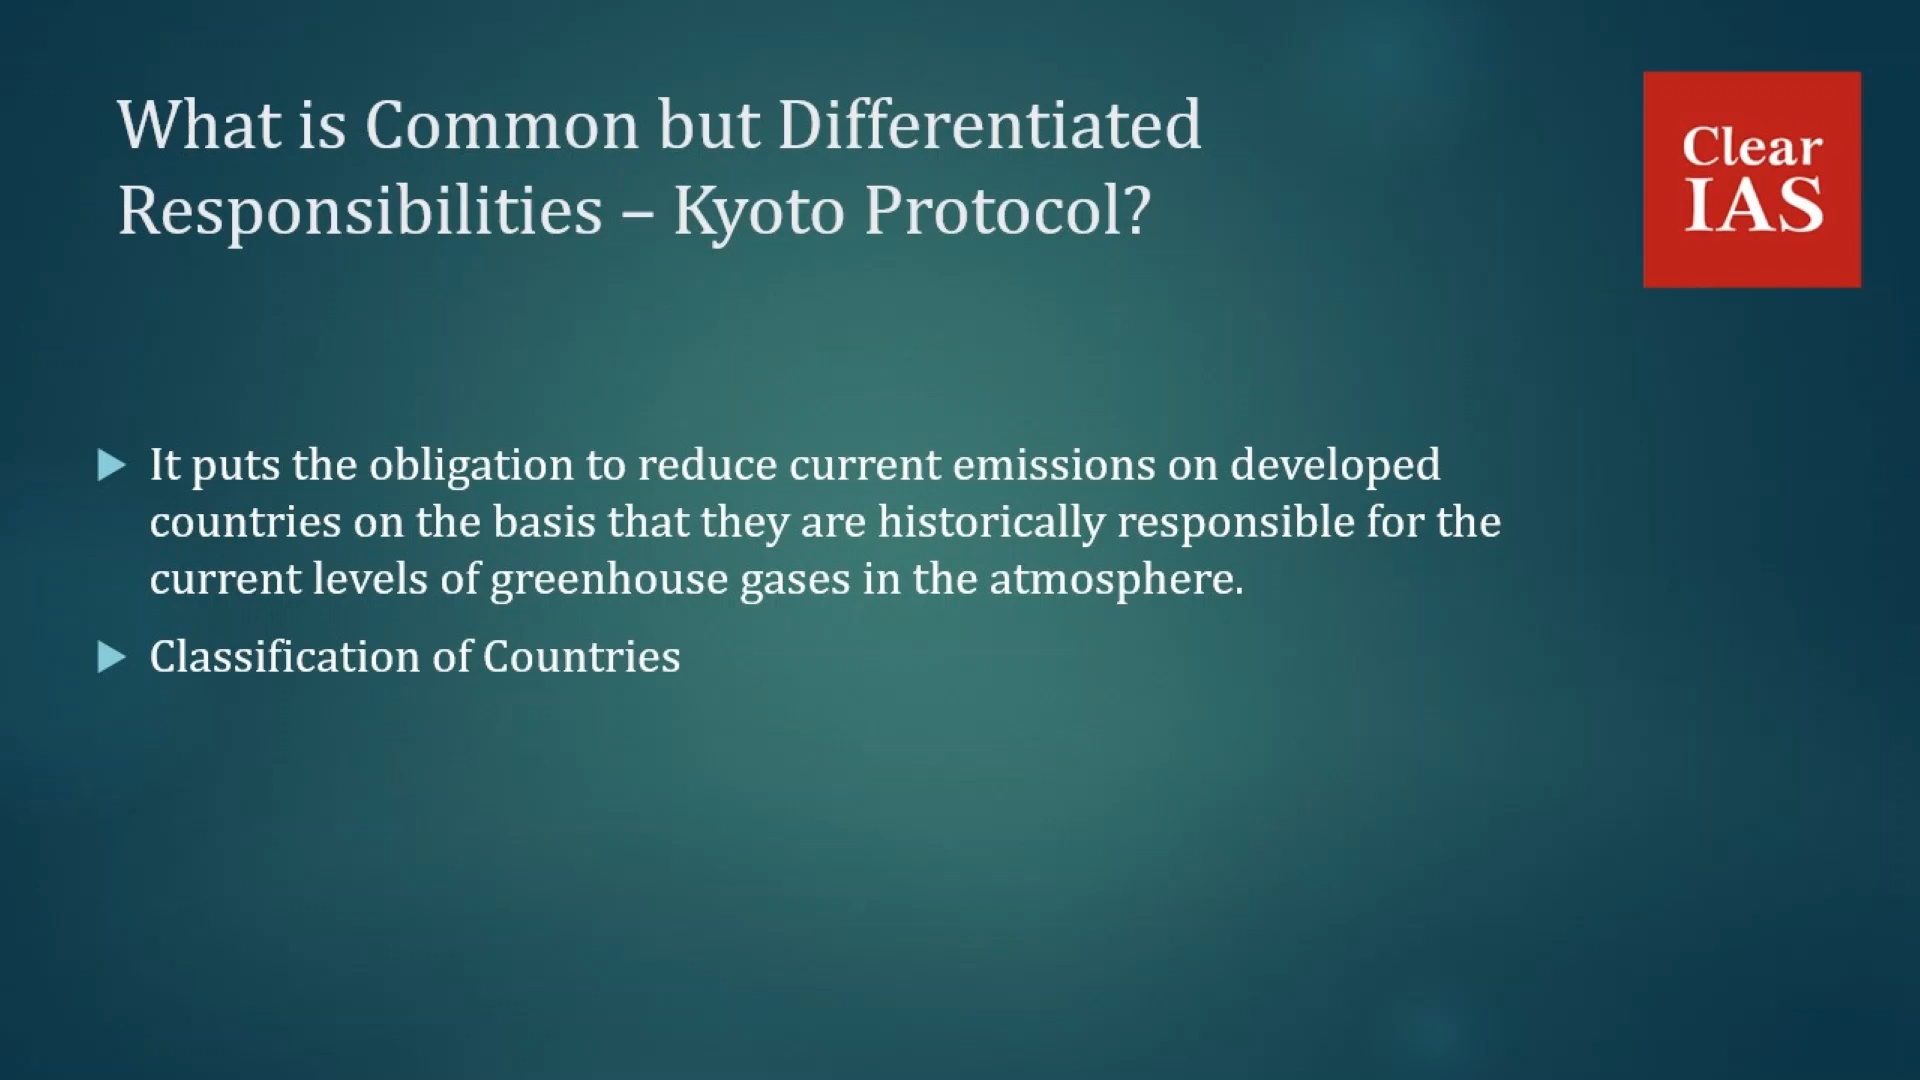 What is Common but Differentiated
Responsibilities – Kyoto Protocol?
Clear
IAS
It puts the obligation to reduce current emissions on developed
countries on the basis that they are historically responsible for the
current levels of greenhouse gases in the atmosphere.
Classification of Countries